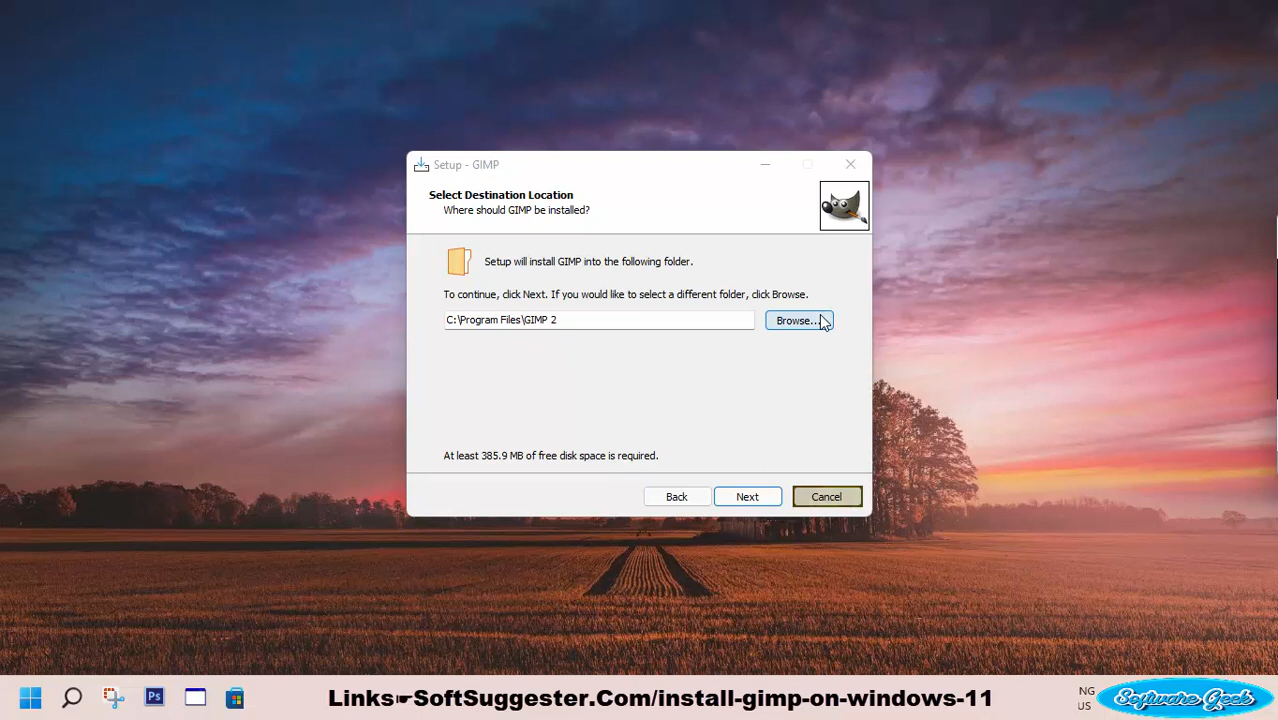 Setup - GIMP
Select Destination Location
Where should GIMP be installed?
Setup will install GIMP into the following folder.
To continue, click Next. If you would like to select a different folder, click Browse.
C:\Program Files\GIMP 2
Browse...
At least 385.9 MB of free disk space is required.
Back
Next
Cancel
Ps
Links☛SoftSuggester.Com/install-gimp-on-windows-11
NG
US
Software Geek